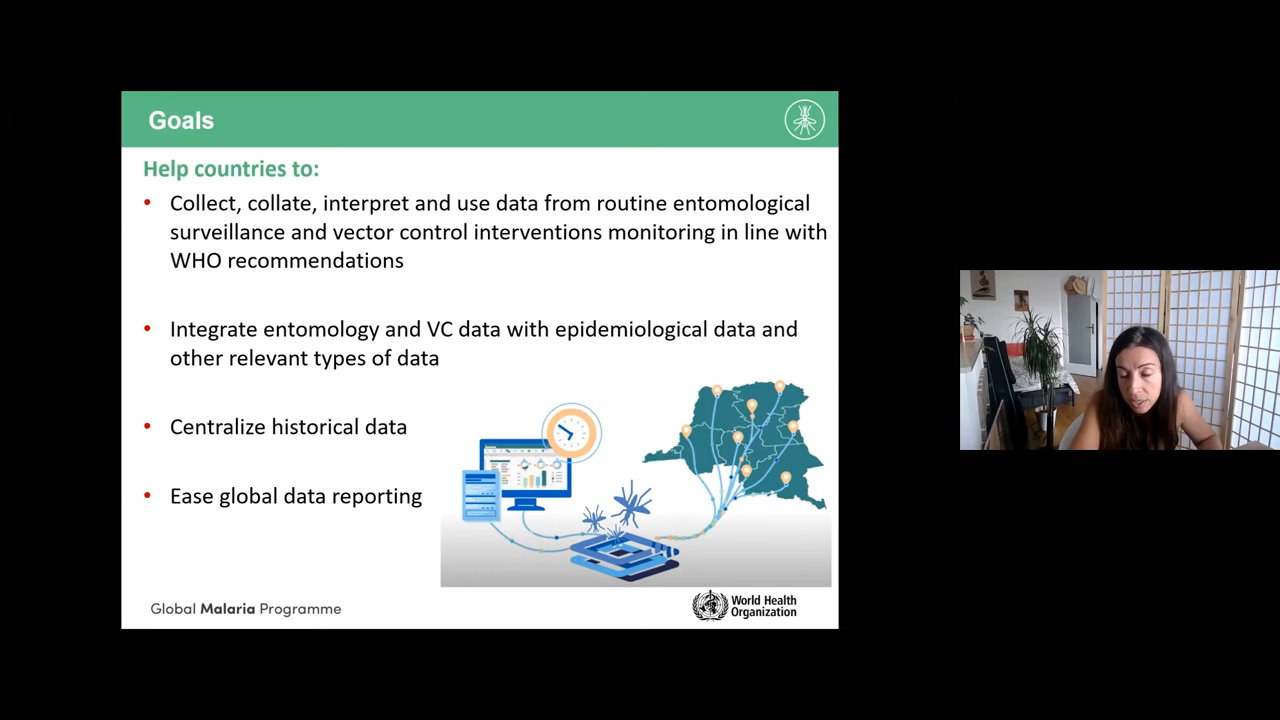 Goals
Help countries to:
• Collect, collate, interpret and use data from routine entomological
surveillance and vector control interventions monitoring in line with
WHO recommendations
• Integrate entomology and VC data with epidemiological data and
other relevant types of data
• Centralize historical data
• Ease global data reporting
Global Malaria Programme
World Health
Organization